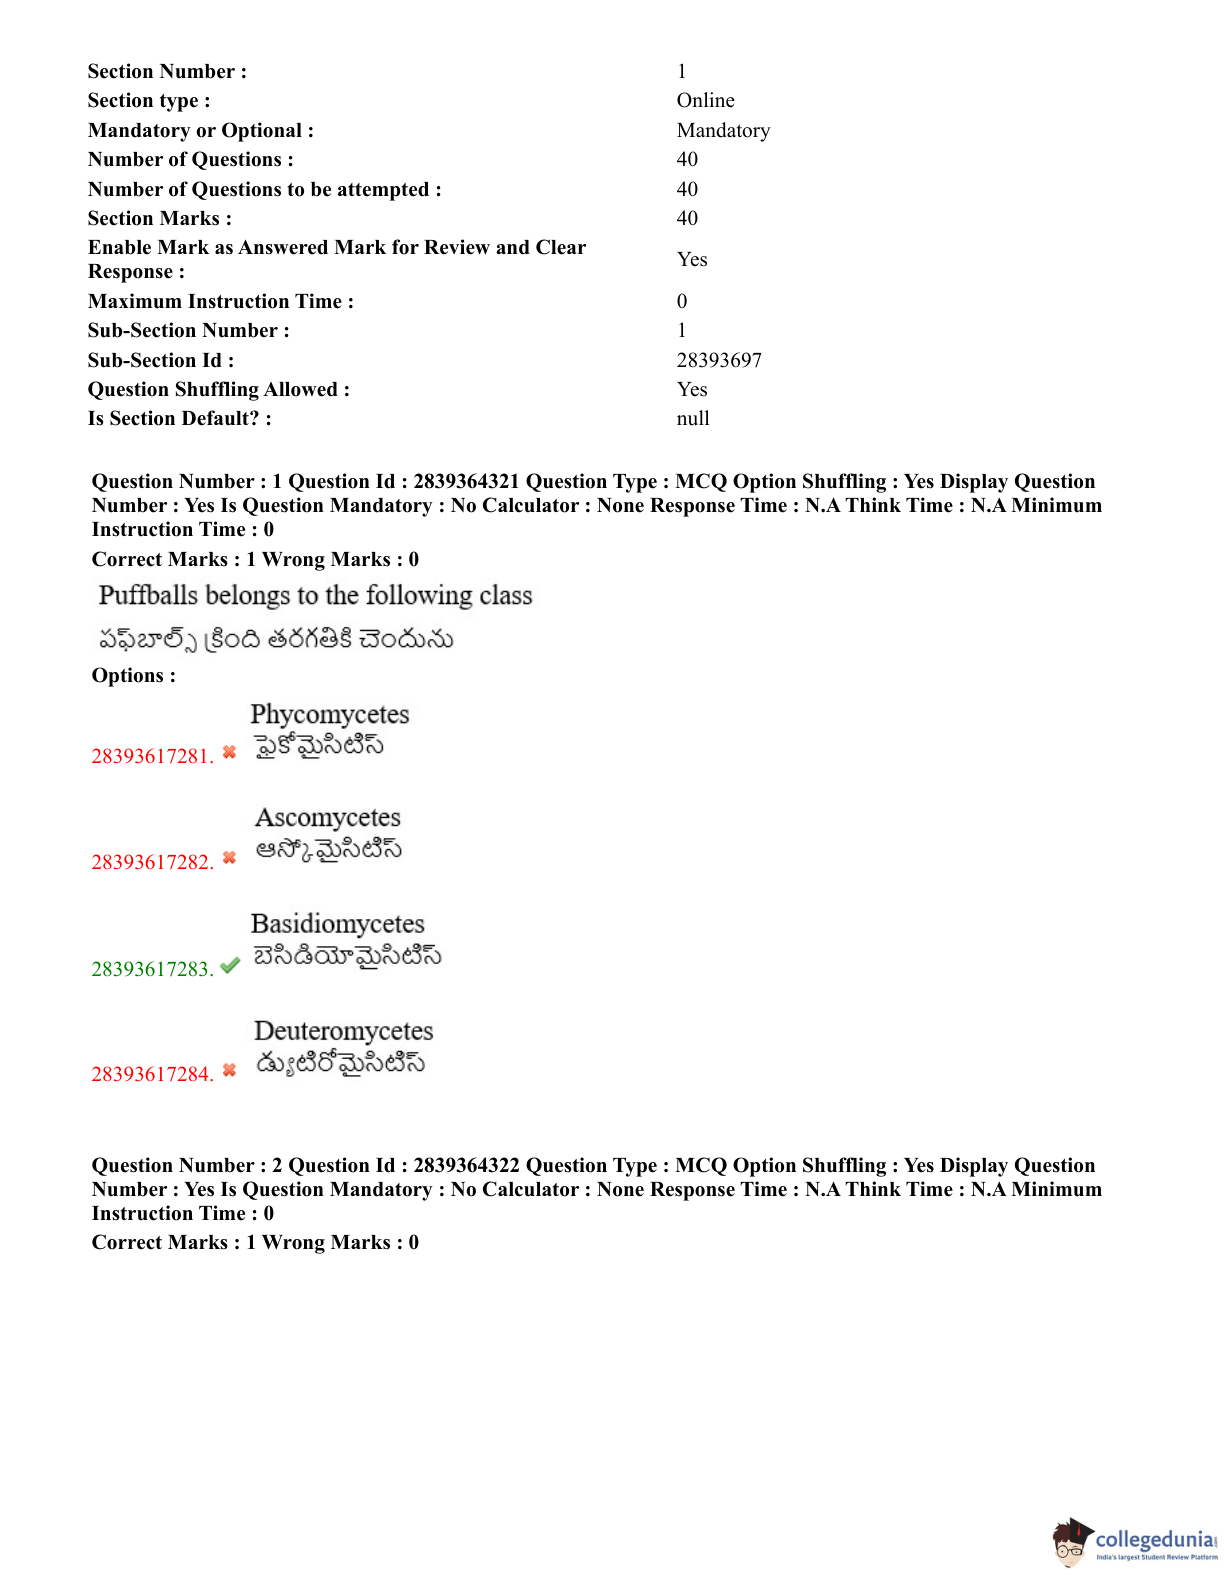 Section Number : 1
Section type : Online
Mandatory or Optional : Mandatory
Number of Questions : 40
Number of Questions to be attempted : 40
Section Marks : 40
Enable Mark as Answered Mark for Review and Clear
Response : Yes
Maximum Instruction Time : 0
Sub-Section Number : 1
Sub-Section Id : 28393697
Question Shuffling Allowed : Yes
Is Section Default? : null
Question Number : 1 Question Id : 2839364321 Question Type : MCQ Option Shuffling : Yes Display Question
Number : Yes Is Question Mandatory : No Calculator : None Response Time : N.A Think Time : N.A Minimum
Instruction Time : 0
Correct Marks : 1 Wrong Marks : 0
Puffballs belongs to the following class
పఫ్‌బాల్స్ క్రింది తరగతికి చెందును
Options :
Phycomycetes
28393617281. ఫైకోమైసిటిస్
Ascomycetes
28393617282. ఆస్కోమైసిటిస్
Basidiomycetes
28393617283. బెసిడియోమైసిటిస్
Deuteromycetes
28393617284. డ్యుటిరోమైసిటిస్
Question Number : 2 Question Id : 2839364322 Question Type : MCQ Option Shuffling : Yes Display Question
Number : Yes Is Question Mandatory : No Calculator : None Response Time : N.A Think Time : N.A Minimum
Instruction Time : 0
Correct Marks : 1 Wrong Marks : 0
collegedunia
India's largest Student Review Platform